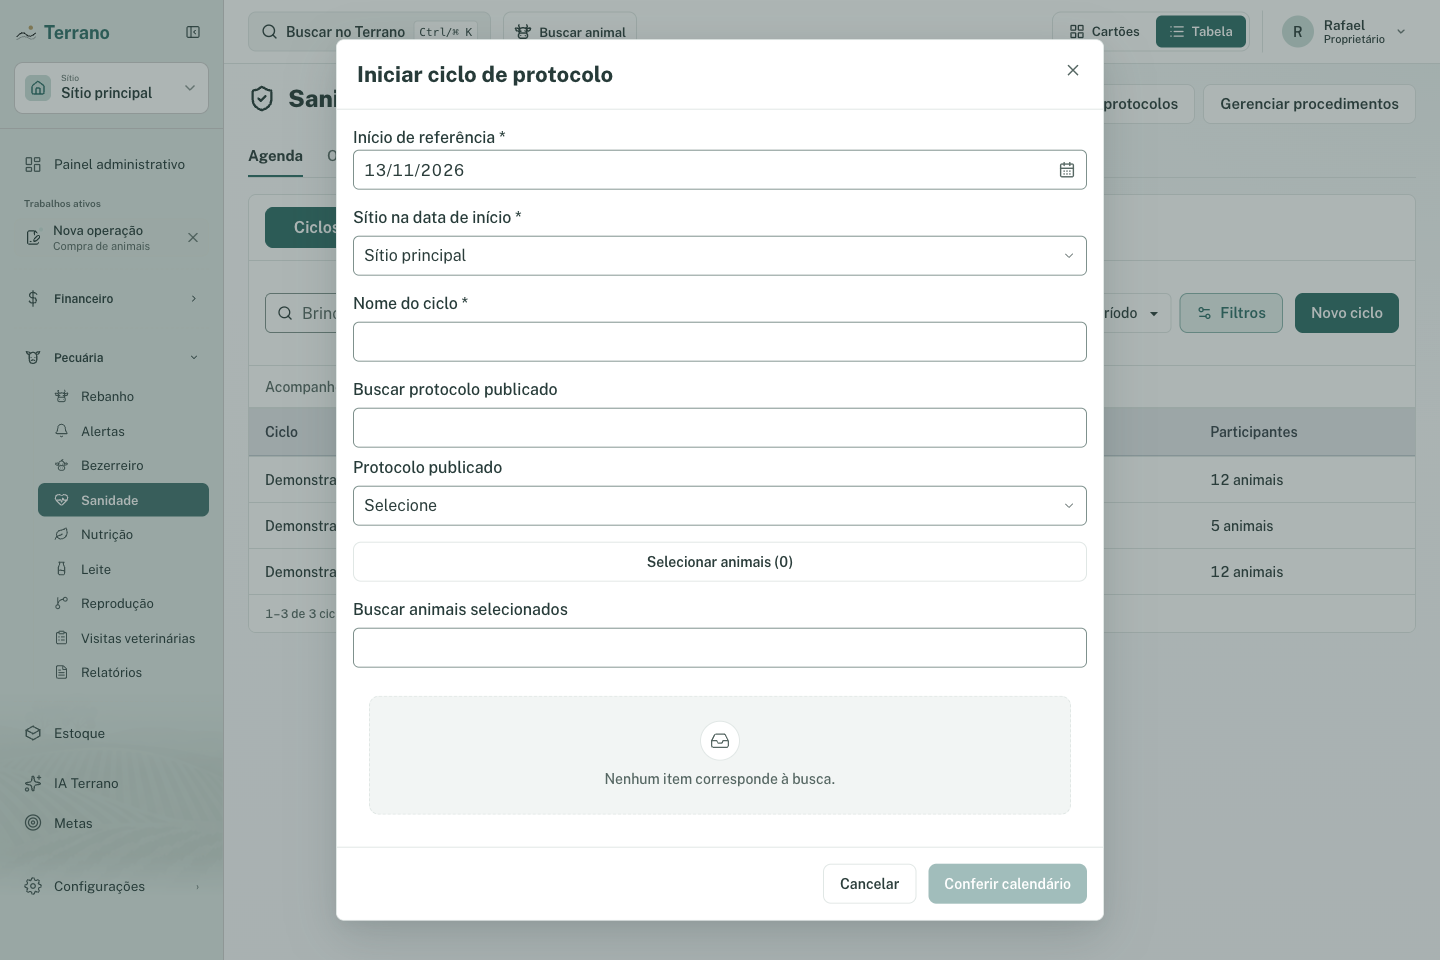 Terrano
Sítio
Sítio principal
Painel administrativo
Trabalhos ativos
Nova operação
Compra de animais
Financeiro
Pecuária
Rebanho
Alertas
Bezerreiro
Sanidade
Nutrição
Leite
Reprodução
Visitas veterinárias
Relatórios
Estoque
IA Terrano
Metas
Configurações
Buscar no Terrano Ctrl/⌘ K
Buscar animal
Cartões
Tabela
R
Rafael
Proprietário
protocolos
Gerenciar procedimentos
Agenda
Ciclos
Filtros
Novo ciclo
Ciclo
Participantes
12 animais
5 animais
12 animais
Iniciar ciclo de protocolo
Início de referência *
13/11/2026
Sítio na data de início *
Sítio principal
Nome do ciclo *
Buscar protocolo publicado
Protocolo publicado
Selecione
Selecionar animais (0)
Buscar animais selecionados
Nenhum item corresponde à busca.
Cancelar
Conferir calendário